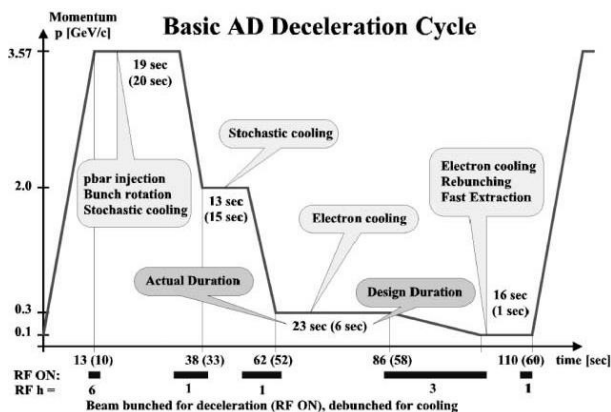 Basic AD Deceleration Cycle
Momentum
p [GeV/c]
3.57
19 sec
(20 sec)
Stochastic cooling
pbar injection
Bunch rotation
Stochastic cooling
Electron cooling
Rebunching
Fast Extraction
2.0
13 sec
(15 sec)
Electron cooling
Actual Duration
Design Duration
16 sec
(1 sec)
0.3
23 sec (6 sec)
0.1
13 (10)
38 (33)
62 (52)
86 (58)
110 (60)
time [sec]
RF ON:
RF h =
6
1
1
3
1
Beam bunched for deceleration (RF ON), debunched for cooling